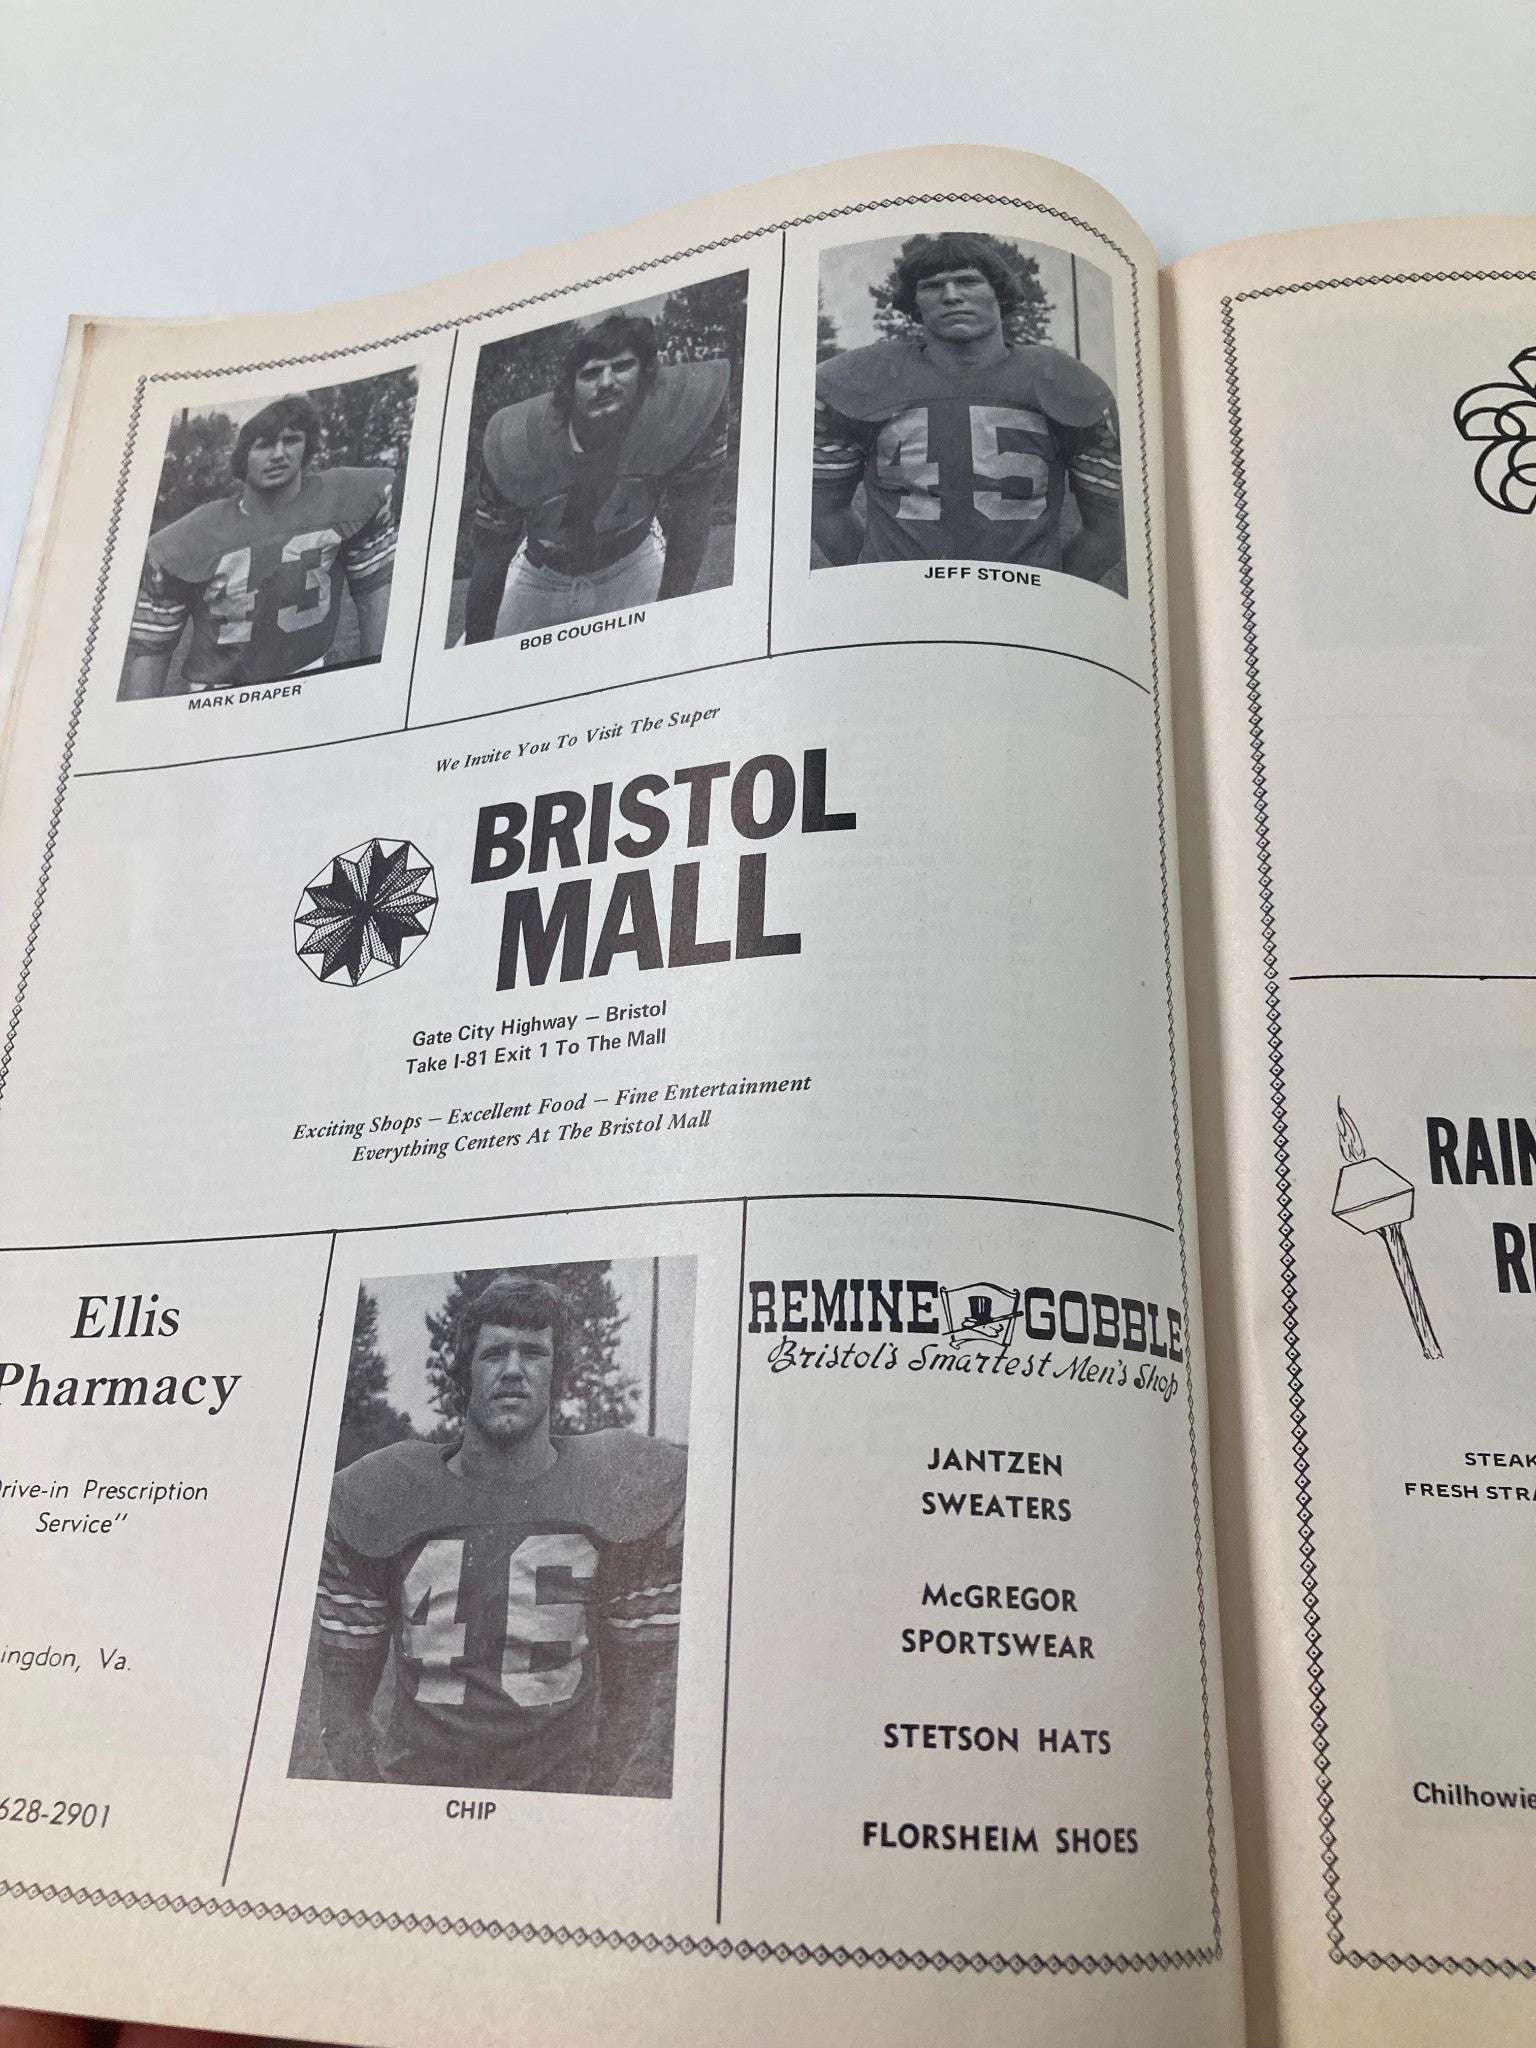 43
MARK DRAPER
44
BOB COUGHLIN
45
JEFF STONE
We Invite You To Visit The Super
BRISTOL
MALL
Gate City Highway — Bristol
Take I-81 Exit 1 To The Mall
Exciting Shops — Excellent Food — Fine Entertainment
Everything Centers At The Bristol Mall
Ellis
Pharmacy
Prescription
Service"
Va.
628-2901
46
CHIP
REMINE GOBBLE
Bristol's Smartest Men's Shop
JANTZEN
SWEATERS
McGREGOR
SPORTSWEAR
STETSON HATS
FLORSHEIM SHOES
RAIN
STEAK
FRESH STRA
Chilhowie